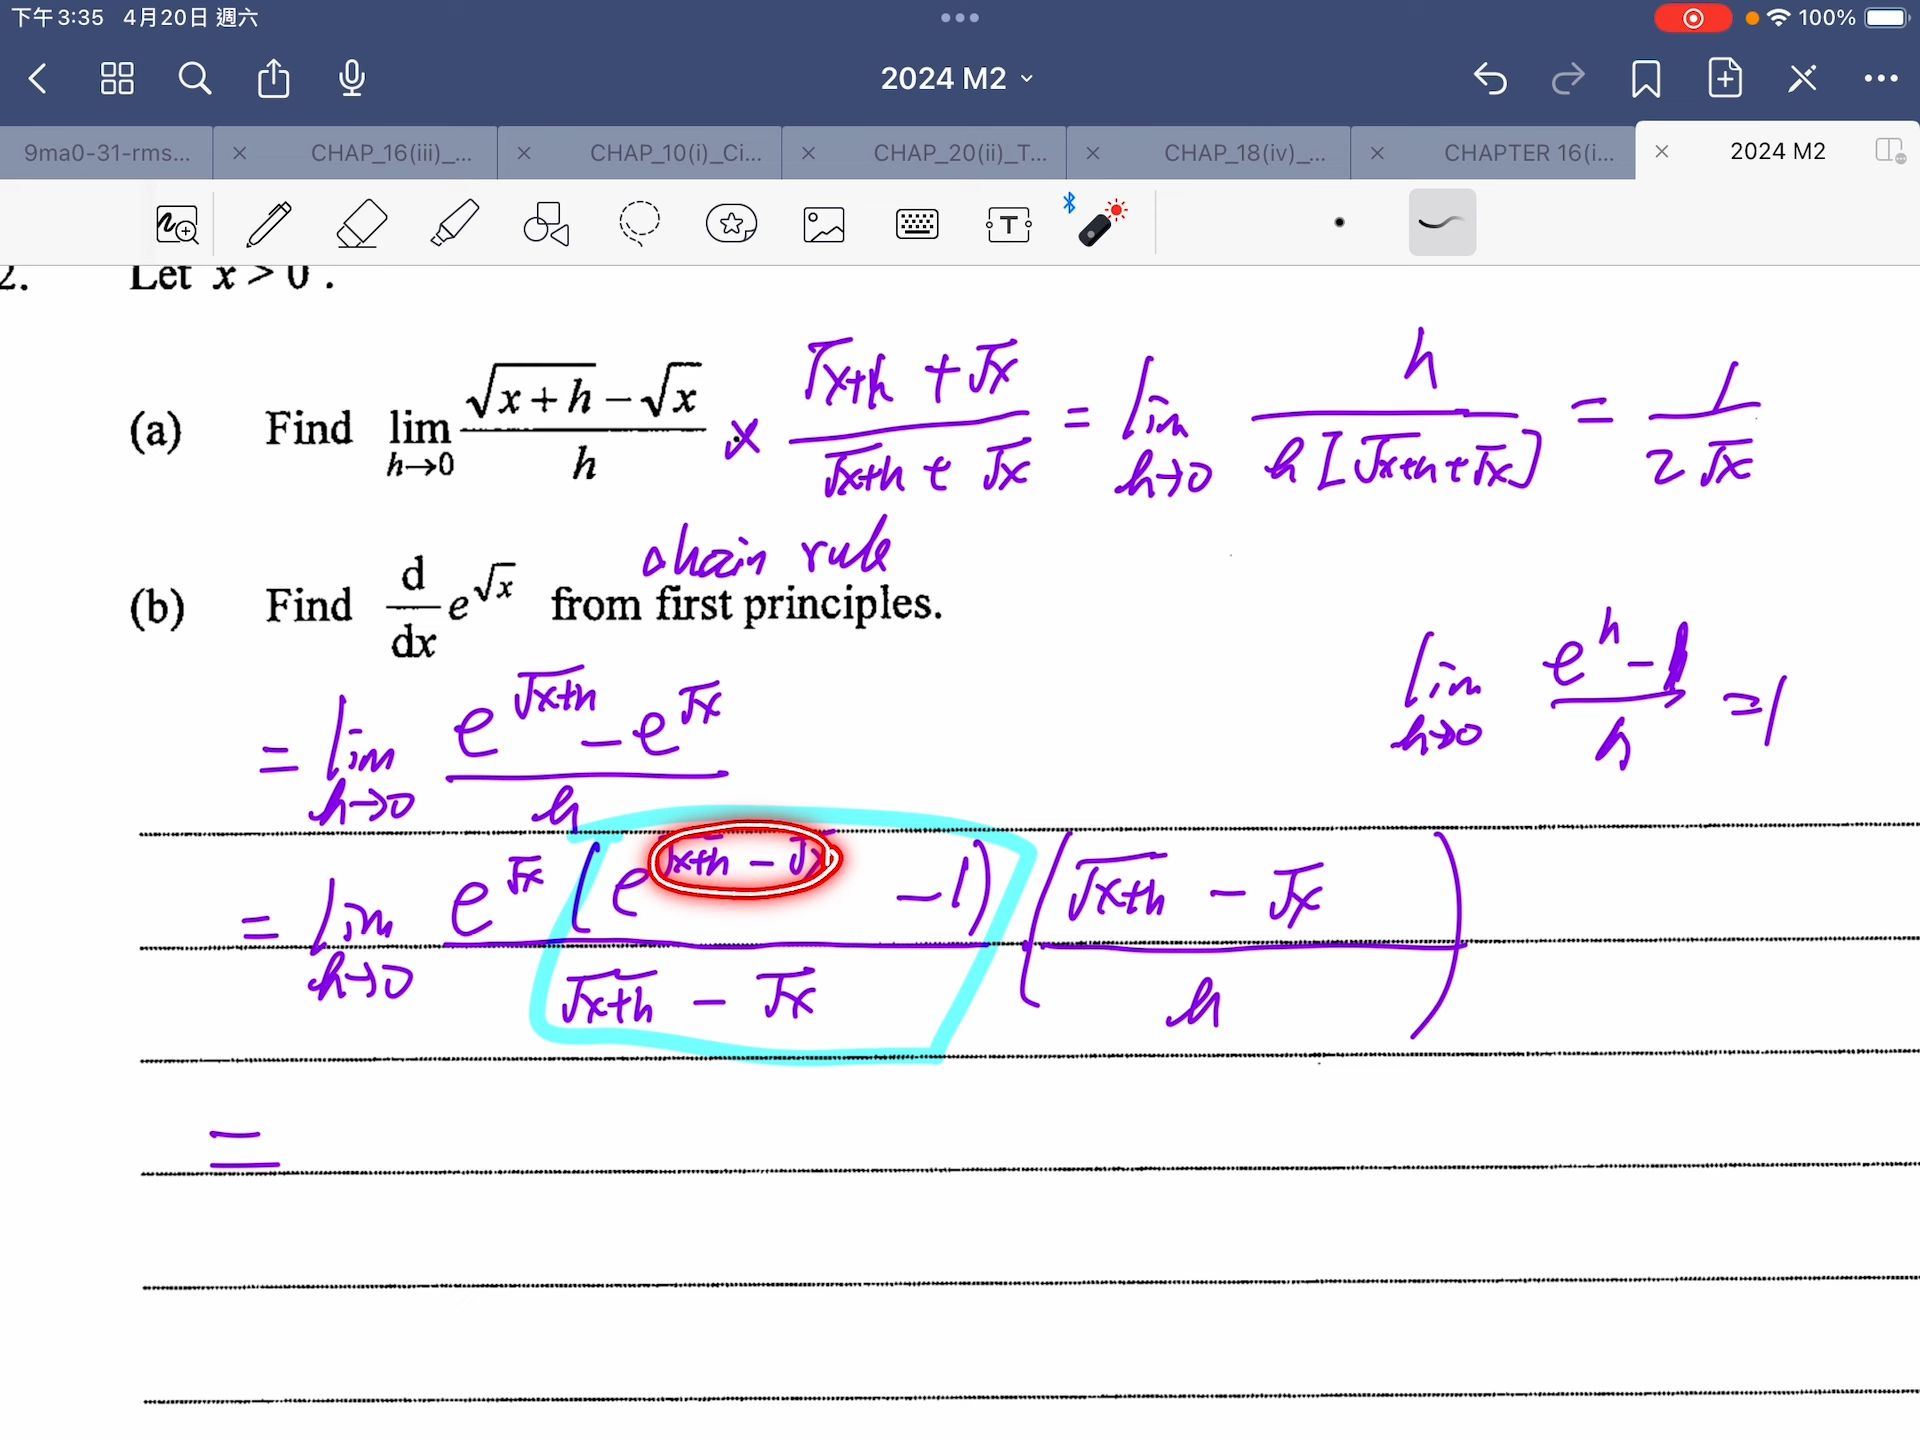 下午3:35 4月20日 週六 100%
2024 M2
9ma0-31-rms... CHAP_16(iii)_... CHAP_10(i)_Ci... CHAP_20(ii)_T... CHAP_18(iv)_... CHAPTER 16(i... 2024 M2
2. Let x > 0 .
(a) Find lim h→0 (√(x+h) − √x)/h × (√(x+h) + √x)/(√(x+h) + √x) = lim h→0 h/(h[√(x+h) + √x]) = 1/(2√x)
chain rule
(b) Find d/dx e^√x from first principles.
lim h→0 (e^h − 1)/h = 1
= lim h→0 (e^√(x+h) − e^√x)/h
= lim h→0 e^√x (e^(√(x+h) − √x) − 1)/(√(x+h) − √x) ((√(x+h) − √x)/h)
=